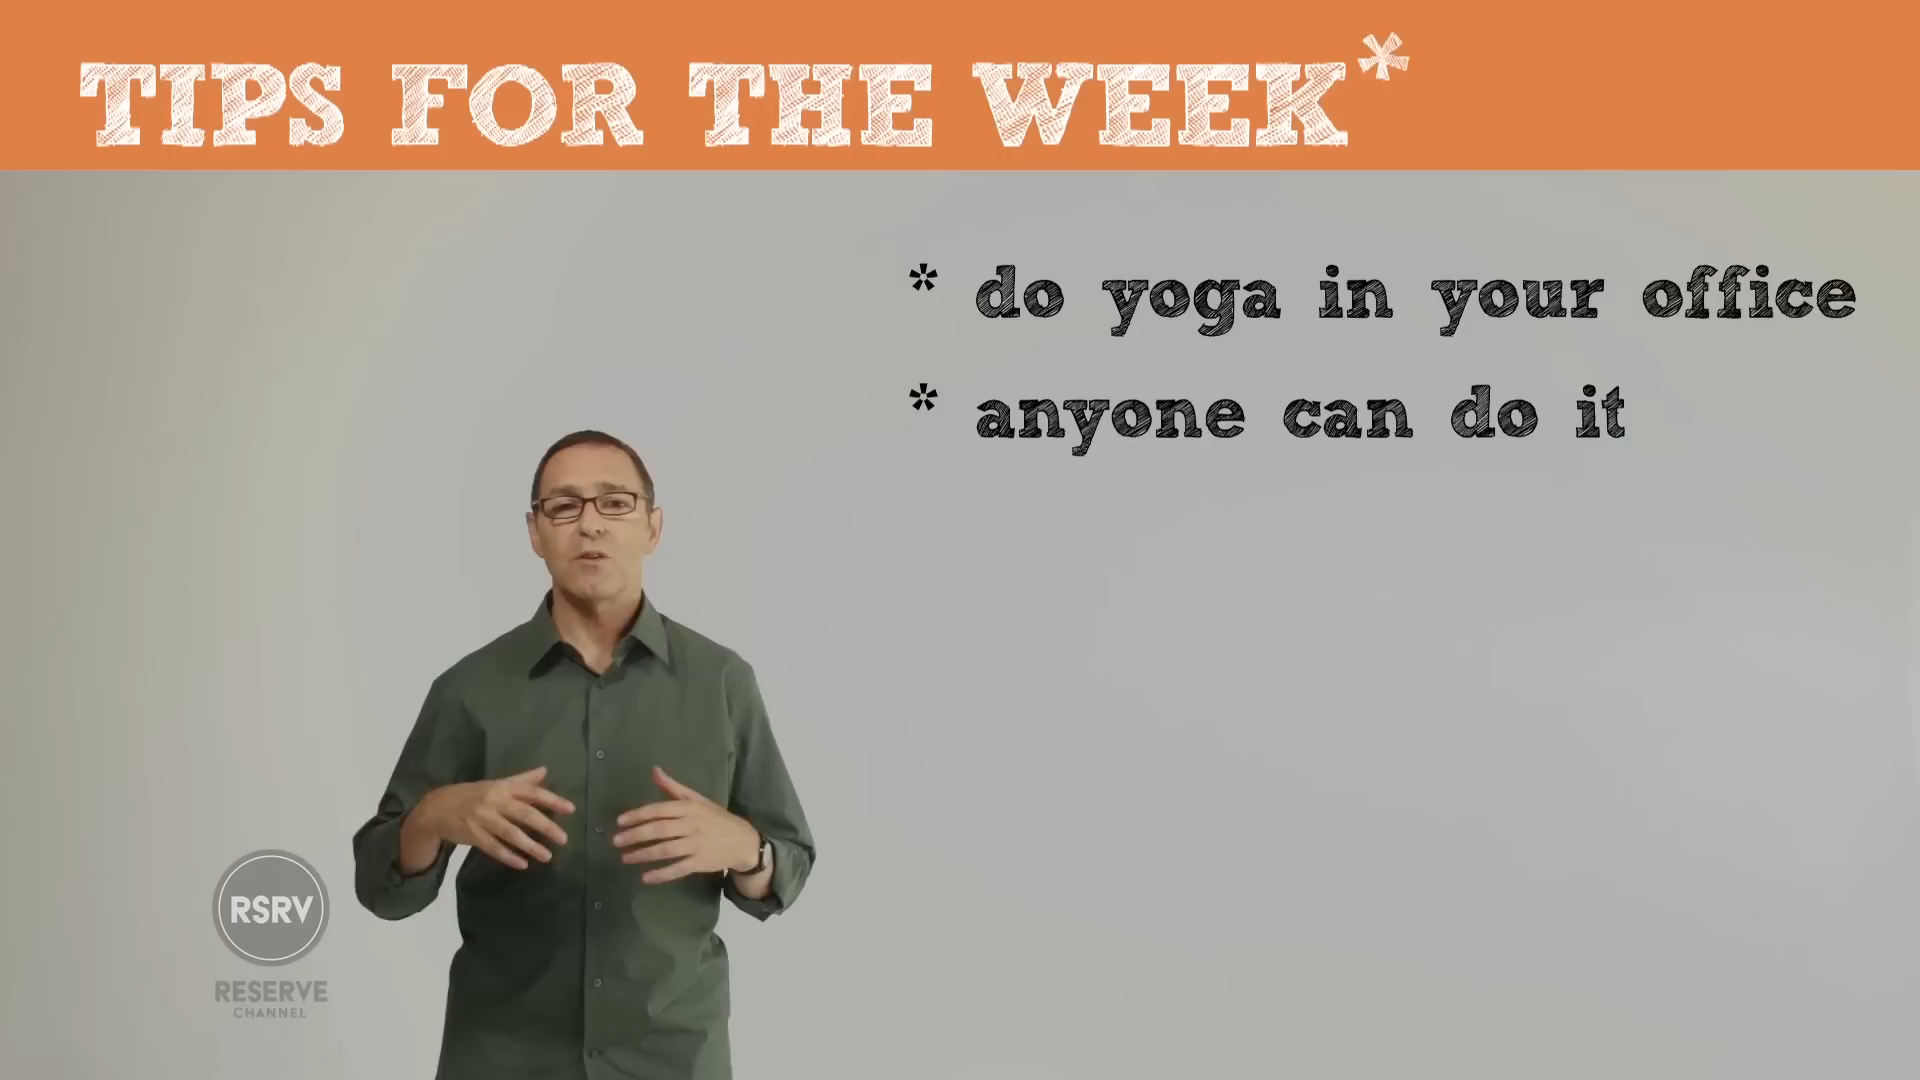 TIPS FOR THE WEEK*
* do yoga in your office
* anyone can do it
RSRV
RESERVE
CHANNEL